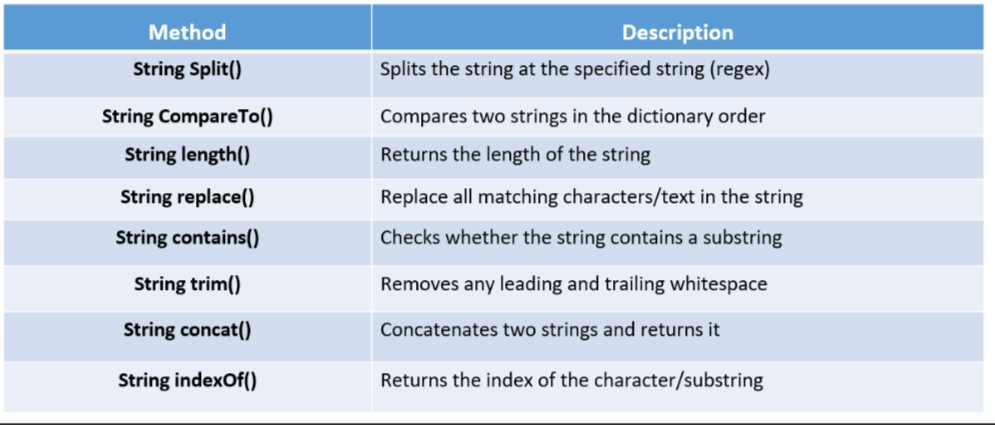 Method Description
String Split() Splits the string at the specified string (regex)
String CompareTo() Compares two strings in the dictionary order
String length() Returns the length of the string
String replace() Replace all matching characters/text in the string
String contains() Checks whether the string contains a substring
String trim() Removes any leading and trailing whitespace
String concat() Concatenates two strings and returns it
String indexOf() Returns the index of the character/substring